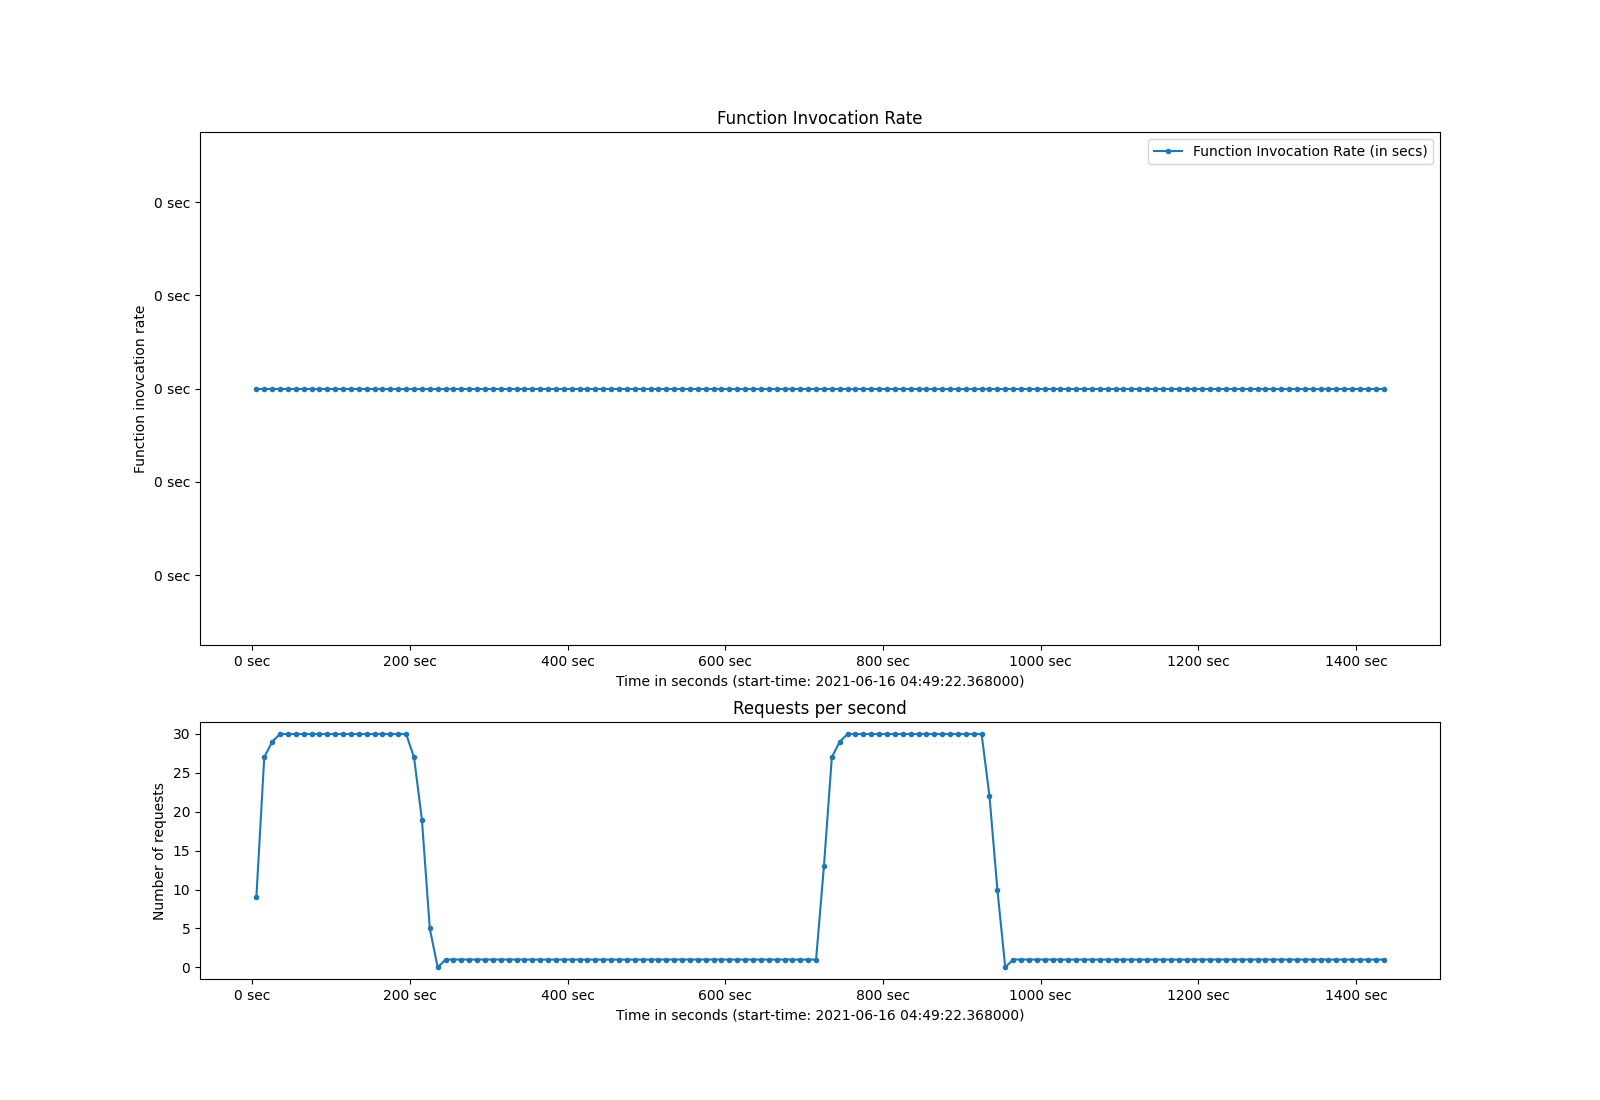 Function Invocation Rate
Function Invocation Rate (in secs)
0 sec
0 sec
0 sec
0 sec
0 sec
Function inovcation rate
0 sec 200 sec 400 sec 600 sec 800 sec 1000 sec 1200 sec 1400 sec
Time in seconds (start-time: 2021-06-16 04:49:22.368000)
Requests per second
30
25
20
15
10
5
0
Number of requests
0 sec 200 sec 400 sec 600 sec 800 sec 1000 sec 1200 sec 1400 sec
Time in seconds (start-time: 2021-06-16 04:49:22.368000)